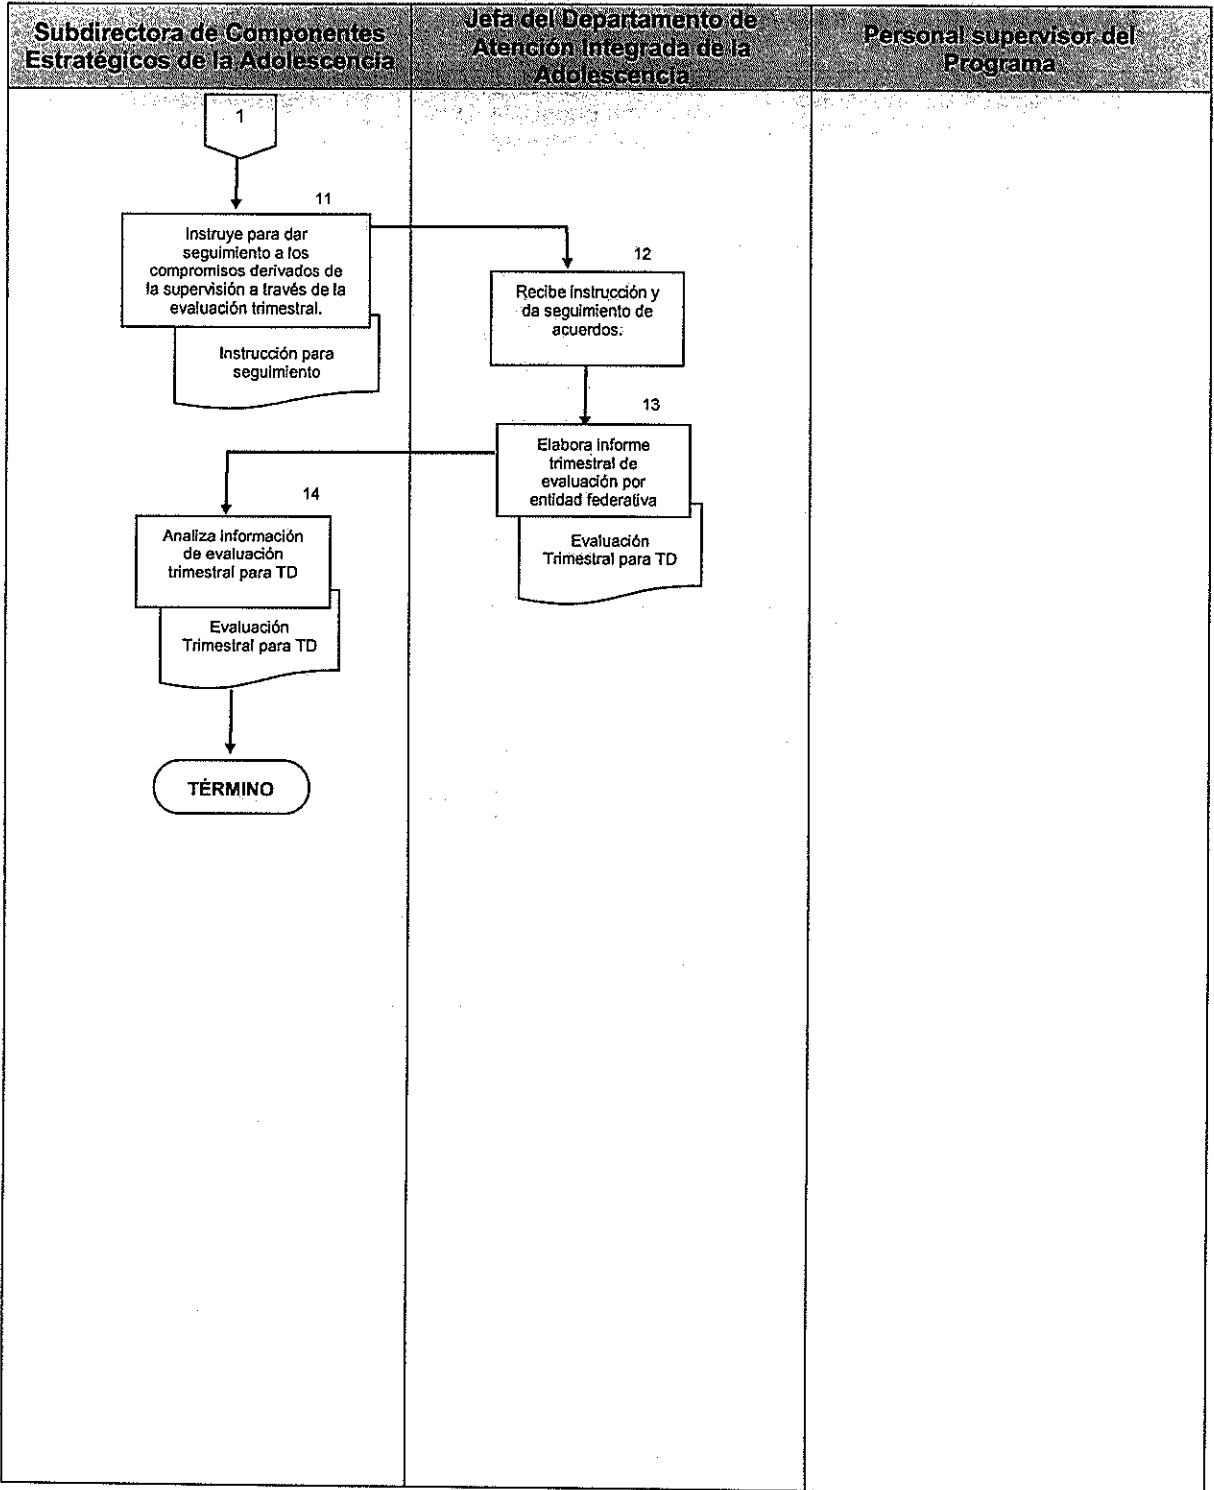 Subdirectora de Componentes
Estratégicos de la Adolescencia
Jefa del Departamento de
Atención Integrada de la
Adolescencia
Personal supervisor del
Programa
1
11
Instruye para dar
seguimiento a los
compromisos derivados de
la supervisión a través de la
evaluación trimestral.
Instrucción para
seguimiento
12
Recibe instrucción y
da seguimiento de
acuerdos.
13
Elabora informe
trimestral de
evaluación por
entidad federativa
Evaluación
Trimestral para TD
14
Analiza información
de evaluación
trimestral para TD
Evaluación
Trimestral para TD
TÉRMINO